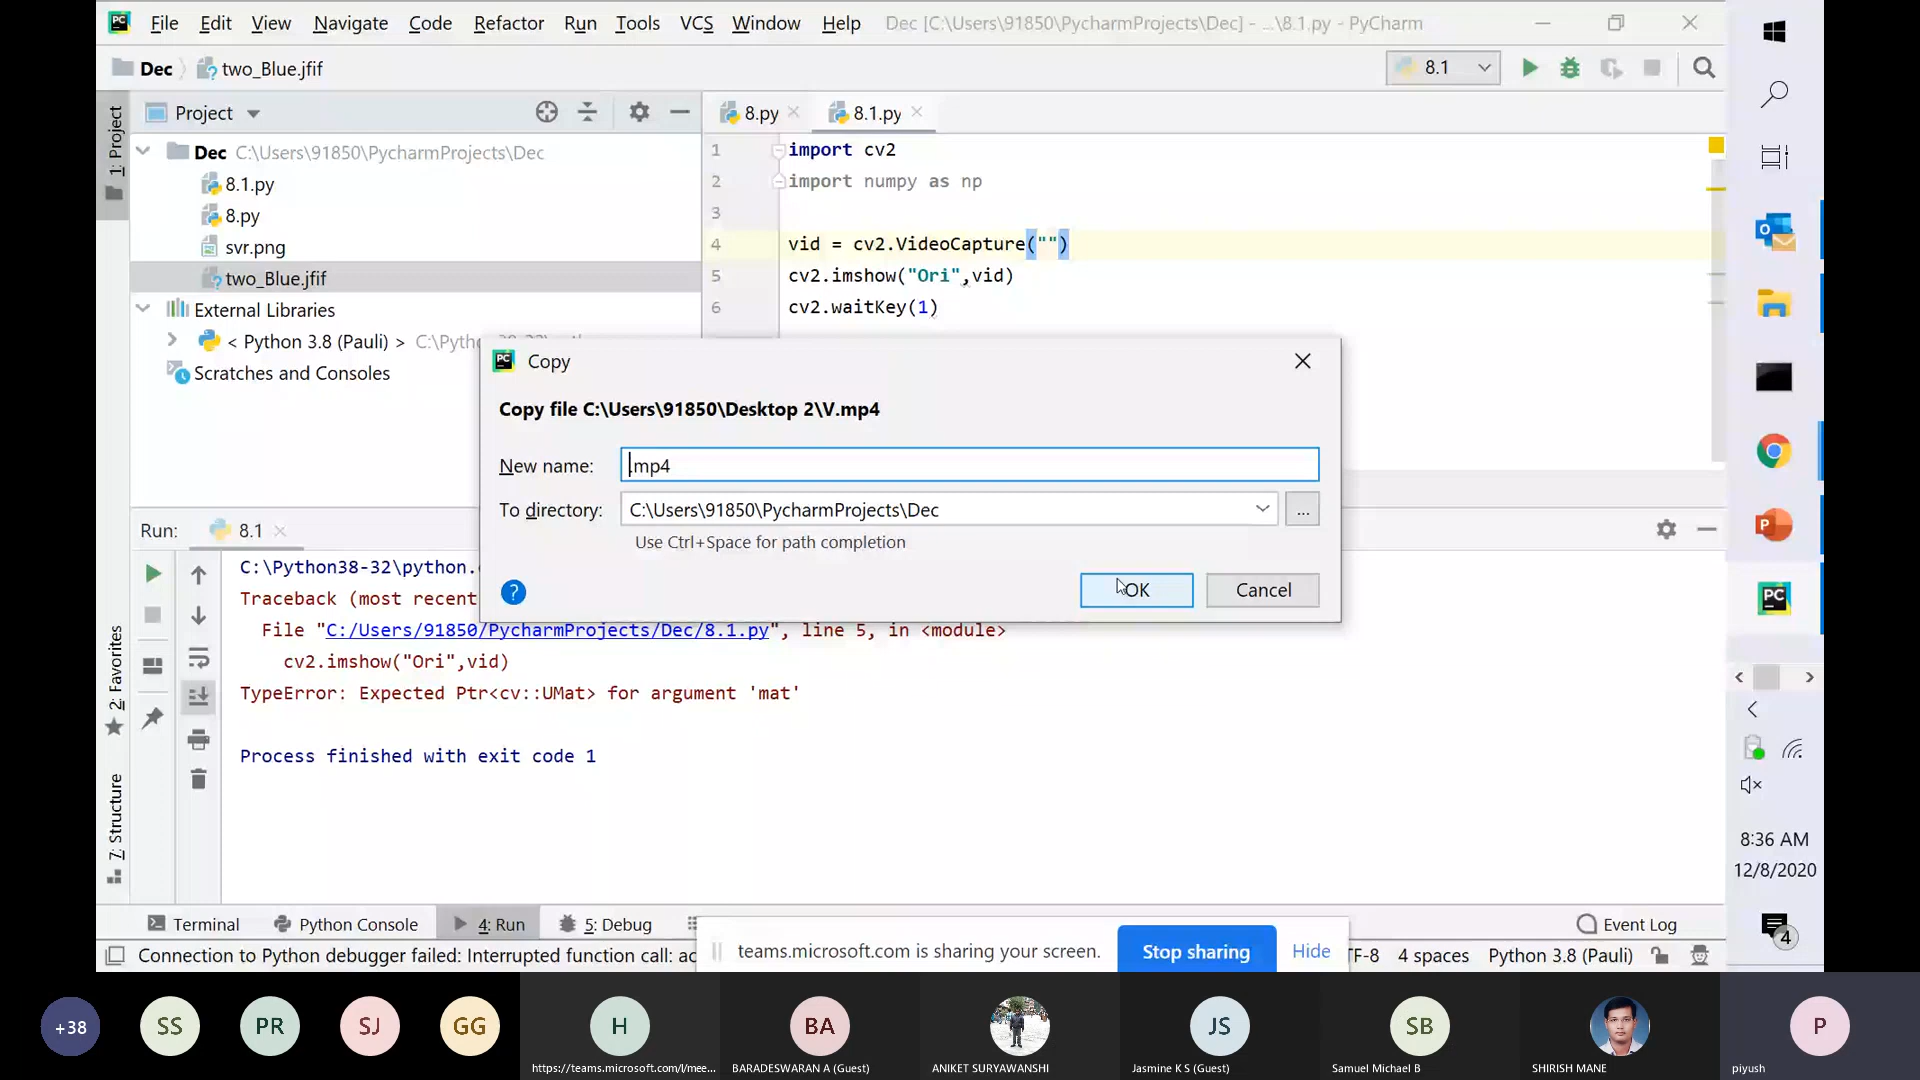 File Edit View Navigate Code Refactor Run Tools VCS Window Help Dec [C:\Users\91850\PycharmProjects\Dec] - ...\8.1.py - PyCharm
Dec two_Blue.jfif 8.1
1: Project
Project
8.py 8.1.py
Dec C:\Users\91850\PycharmProjects\Dec
8.1.py
8.py
svr.png
two_Blue.jfif
External Libraries
< Python 3.8 (Pauli) >
Scratches and Consoles
1 import cv2
2 import numpy as np
3
4 vid = cv2.VideoCapture("")
5 cv2.imshow("Ori",vid)
6 cv2.waitKey(1)
Copy
Copy file C:\Users\91850\Desktop 2\V.mp4
New name: .mp4
To directory: C:\Users\91850\PycharmProjects\Dec ...
Use Ctrl+Space for path completion
? OK Cancel
Run: 8.1
C:\Python38-32\python.
Traceback (most recent
File "C:/Users/91850/PycharmProjects/Dec/8.1.py", line 5, in <module>
cv2.imshow("Ori",vid)
TypeError: Expected Ptr<cv::UMat> for argument 'mat'
Process finished with exit code 1
2: Favorites
7: Structure
Terminal Python Console 4: Run 5: Debug Event Log
Connection to Python debugger failed: Interrupted function call: ac
teams.microsoft.com is sharing your screen. Stop sharing Hide
TF-8 4 spaces Python 3.8 (Pauli)
8:36 AM
12/8/2020
4
+38 SS PR SJ GG H BA JS SB P
https://teams.microsoft.com/l/mee... BARADESWARAN A (Guest) ANIKET SURYAWANSHI Jasmine K S (Guest) Samuel Michael B SHIRISH MANE piyush